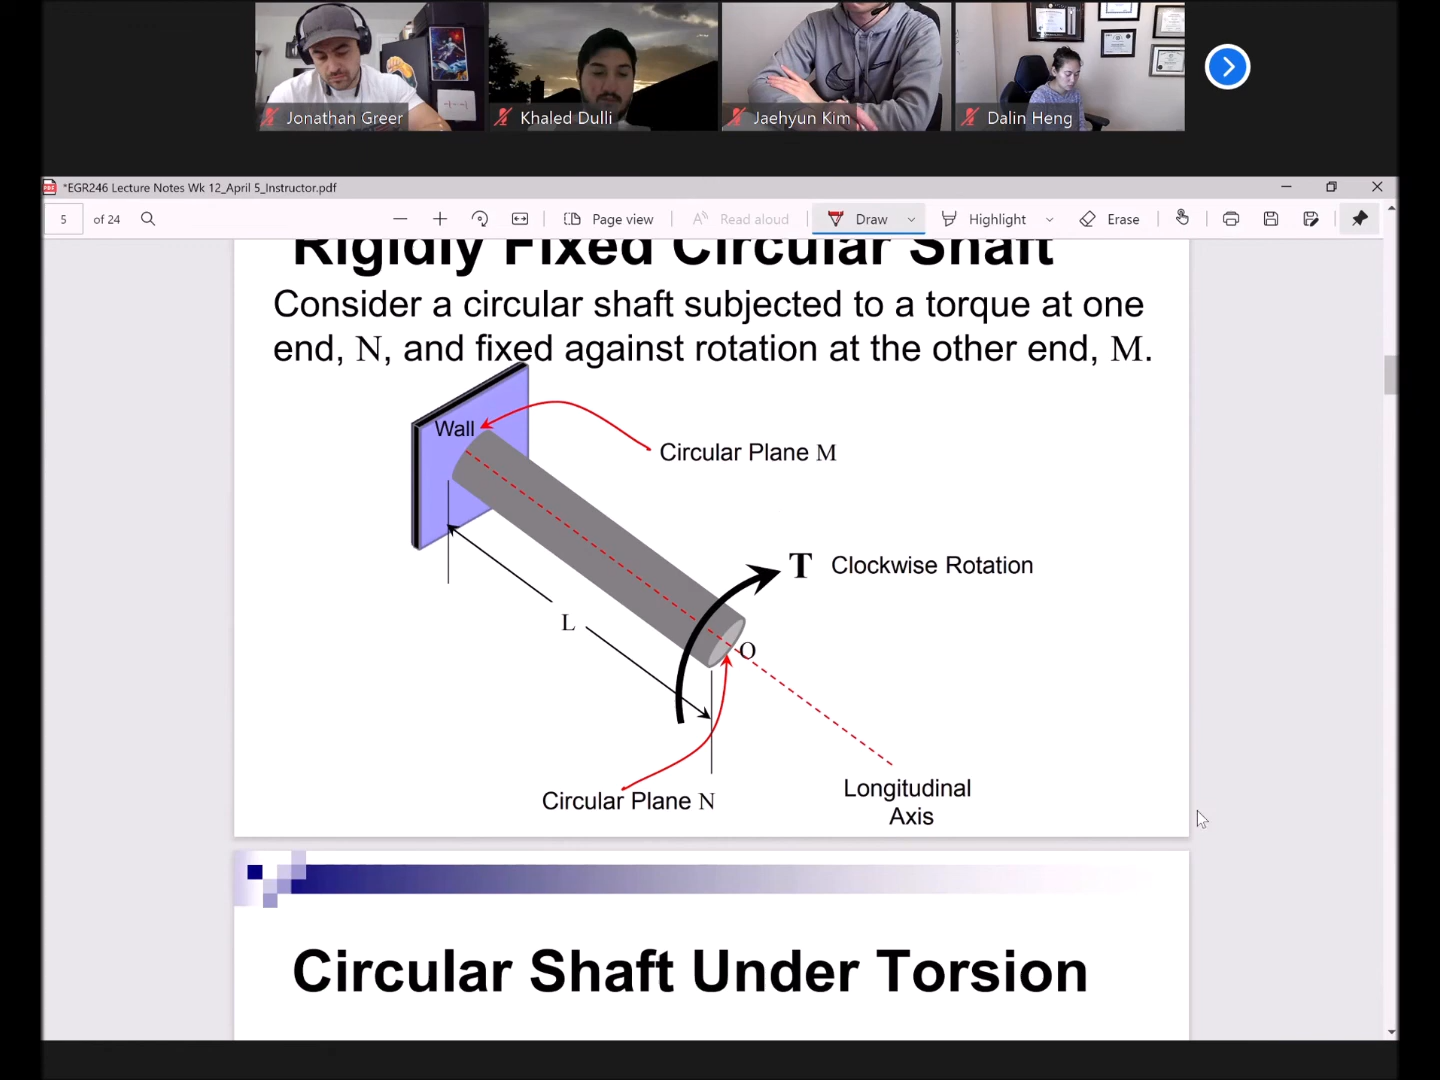 Jonathan Greer
Khaled Dulli
Jaehyun Kim
Dalin Heng
*EGR246 Lecture Notes Wk 12_April 5_Instructor.pdf
5 of 24
Page view
Read aloud
Draw
Highlight
Erase
Rigidly Fixed Circular Shaft
Consider a circular shaft subjected to a torque at one
end, N, and fixed against rotation at the other end, M.
Wall
Circular Plane M
T Clockwise Rotation
L
O
Circular Plane N
Longitudinal
Axis
Circular Shaft Under Torsion